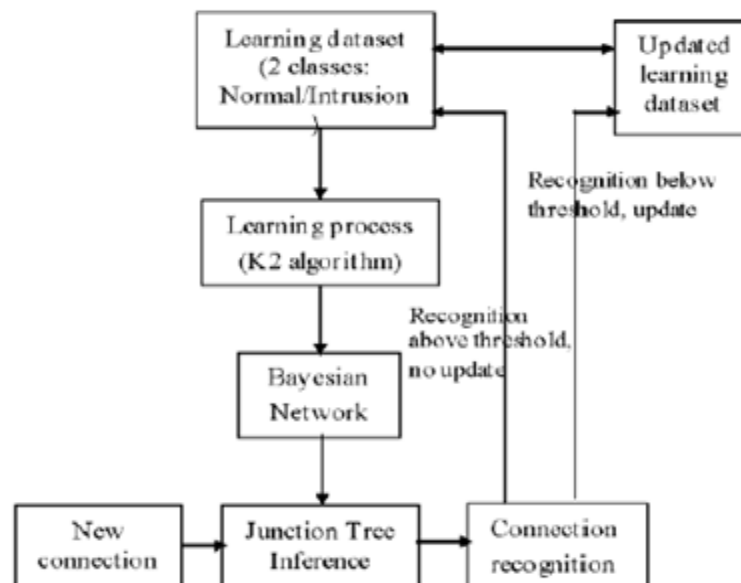 Learning dataset
(2 classes:
Normal/Intrusion
)
Updated
learning
dataset
Recognition below
threshold, update
Learning process
(K2 algorithm)
Recognition
above threshold,
no update
Bayesian
Network
New
connection
Junction Tree
Inference
Connection
recognition